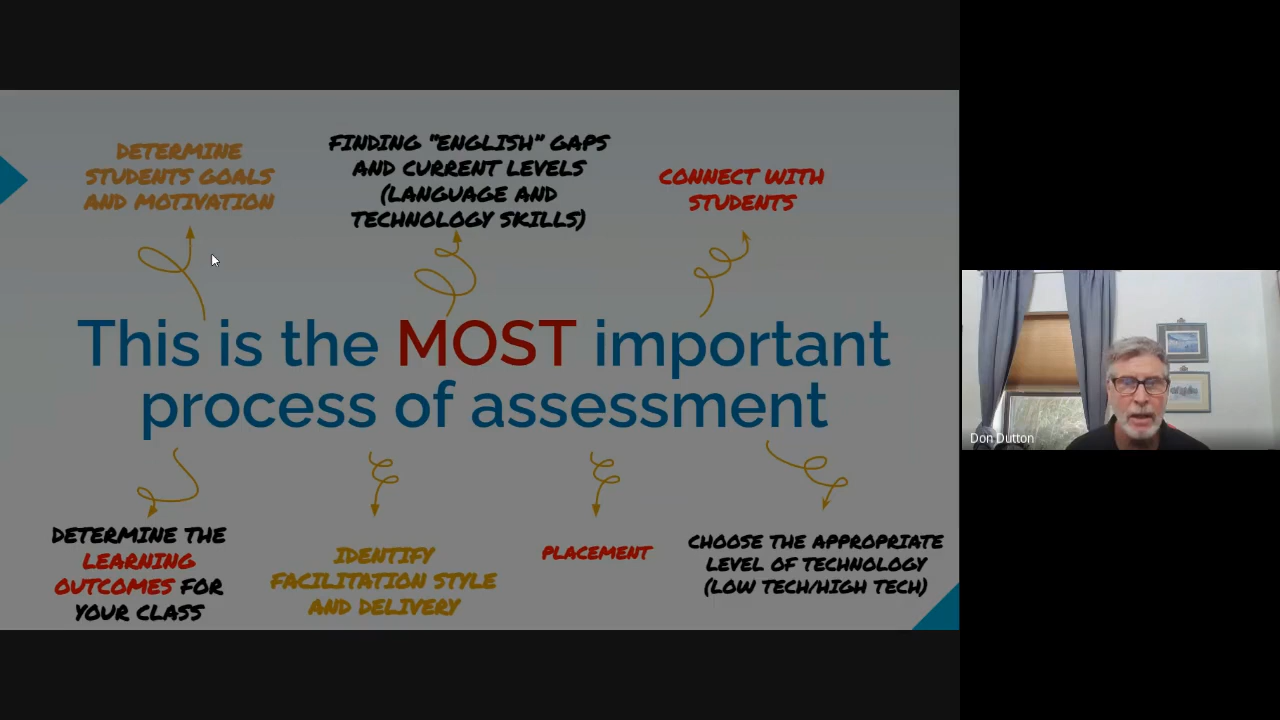 DETERMINE
STUDENTS GOALS
AND MOTIVATION
FINDING "ENGLISH" GAPS
AND CURRENT LEVELS
(LANGUAGE AND
TECHNOLOGY SKILLS)
CONNECT WITH
STUDENTS
This is the MOST important
process of assessment
DETERMINE THE
LEARNING
OUTCOMES FOR
YOUR CLASS
IDENTIFY
FACILITATION STYLE
AND DELIVERY
PLACEMENT
CHOOSE THE APPROPRIATE
LEVEL OF TECHNOLOGY
(LOW TECH/HIGH TECH)
Don Dutton